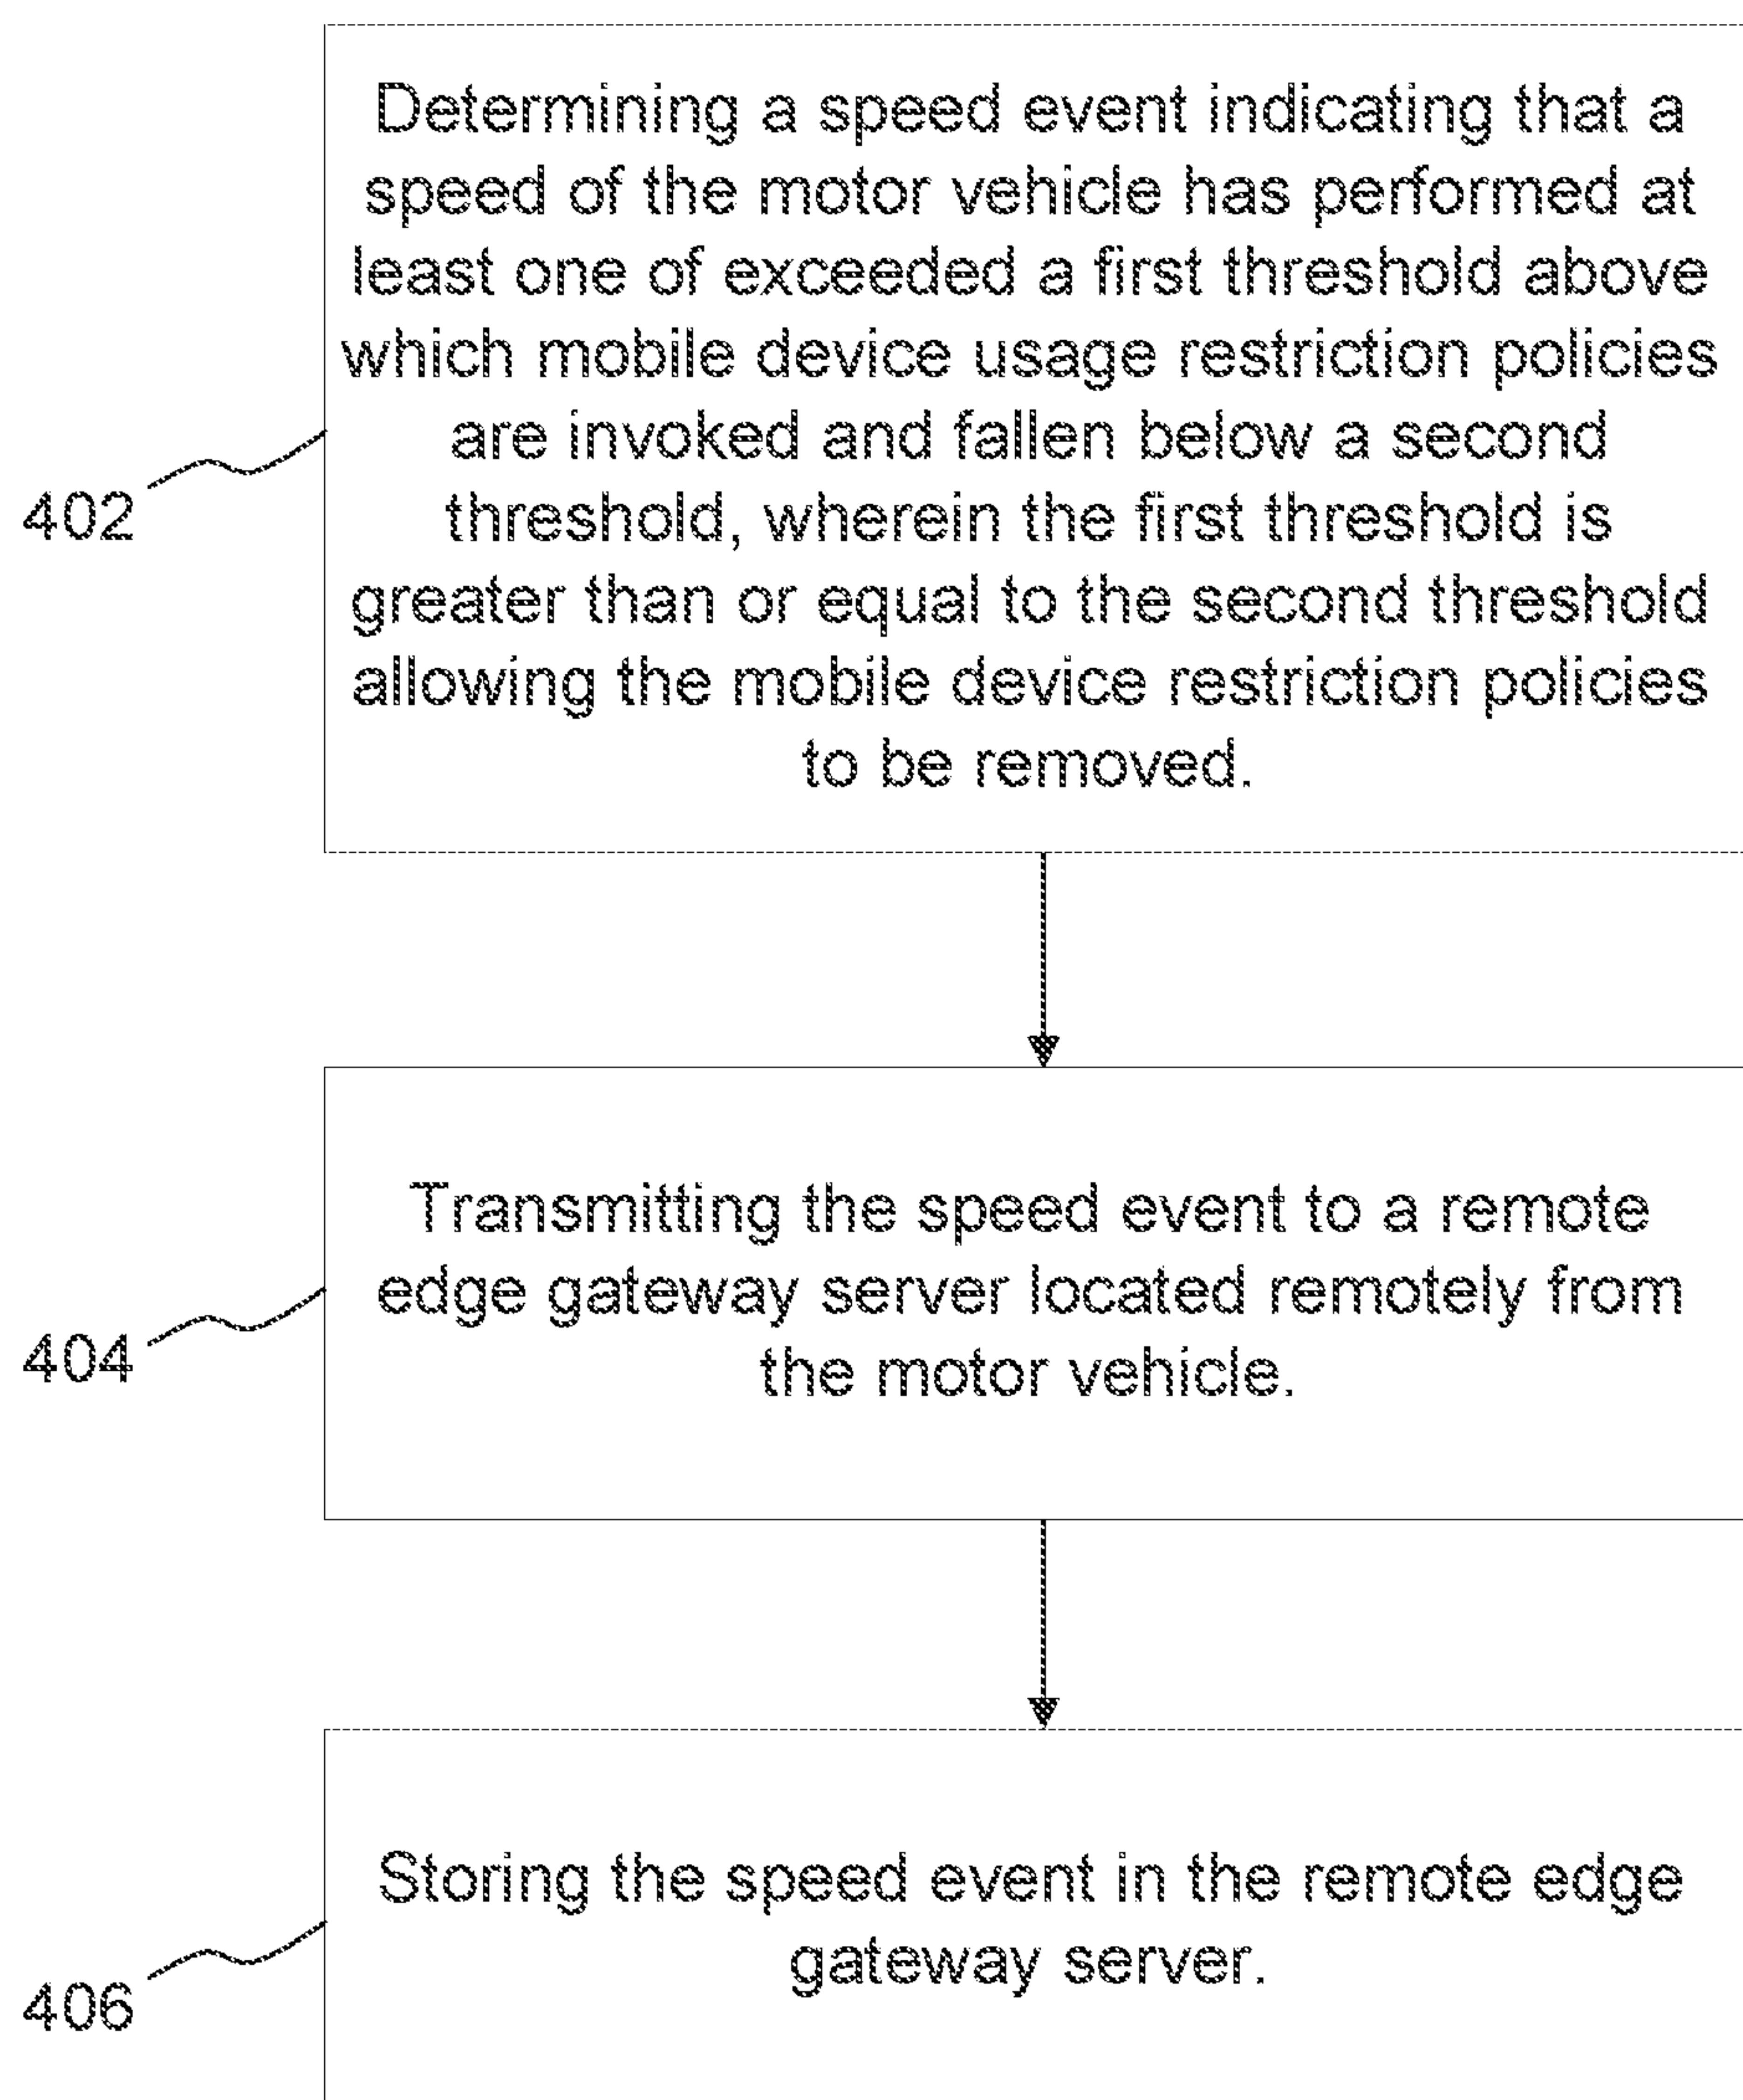 Determining a speed event indicating that a
speed of the motor vehicle has performed at
least one of exceeded a first threshold above
which mobile device usage restriction policies
are invoked and fallen below a second
threshold, wherein the first threshold is
greater than or equal to the second threshold
allowing the mobile device restriction policies
to be removed.
402
Transmitting the speed event to a remote
edge gateway server located remotely from
the motor vehicle.
404
Storing the speed event in the remote edge
gateway server.
406